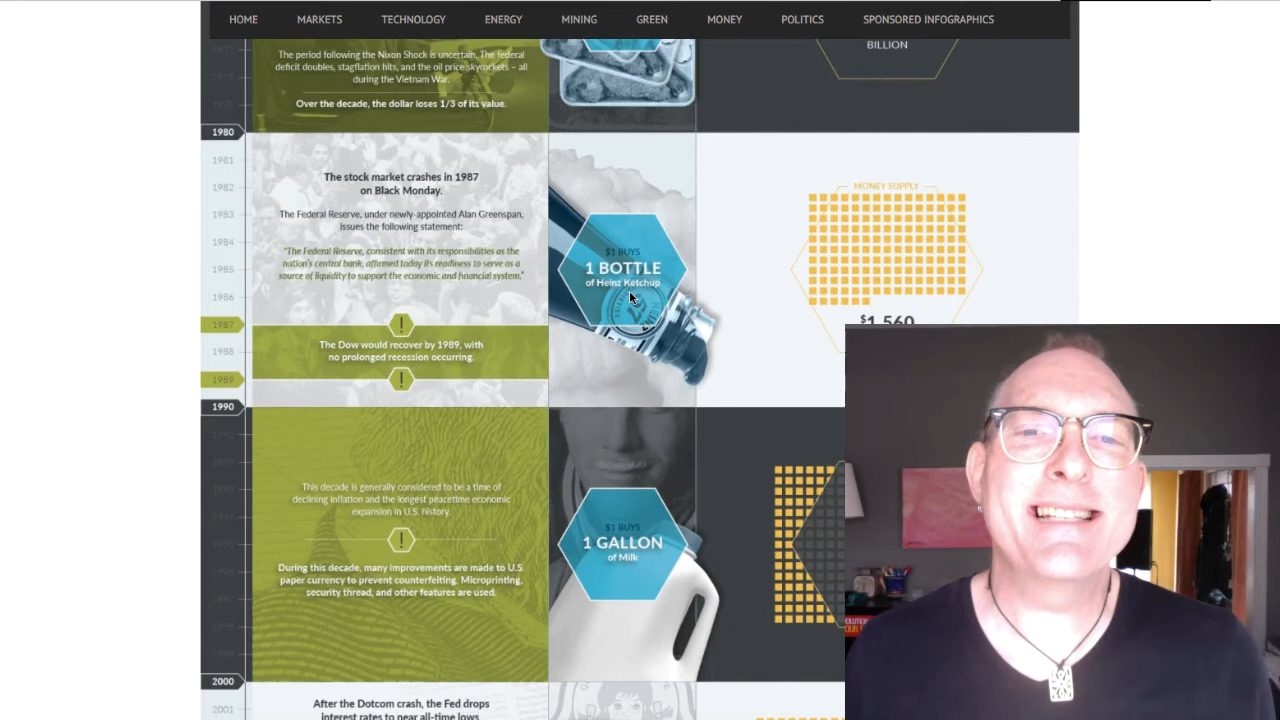 HOME MARKETS TECHNOLOGY ENERGY MINING GREEN MONEY POLITICS SPONSORED INFOGRAPHICS
BILLION
The period following the Nixon Shock is uncertain. The federal
deficit doubles, stagflation hits, and the oil price skyrockets – all
during the Vietnam War.
Over the decade, the dollar loses 1/3 of its value.
1977
1980
1981
1982
1983
1984
1985
1986
1987
1988
1989
1990
2000
2001
The stock market crashes in 1987
on Black Monday.
The Federal Reserve, under newly-appointed Alan Greenspan,
issues the following statement:
“The Federal Reserve, consistent with its responsibilities as the
nation’s central bank, affirmed today its readiness to serve as a
source of liquidity to support the economic and financial system.”
!
The Dow would recover by 1989, with
no prolonged recession occurring.
!
$1 BUYS
1 BOTTLE
of Heinz Ketchup
57
MONEY SUPPLY
$1,560
This decade is generally considered to be a time of
declining inflation and the longest peacetime economic
expansion in U.S. history.
!
During this decade, many improvements are made to U.S.
paper currency to prevent counterfeiting. Microprinting,
security thread, and other features are used.
$1 BUYS
1 GALLON
of Milk
After the Dotcom crash, the Fed drops
interest rates to near all-time lows